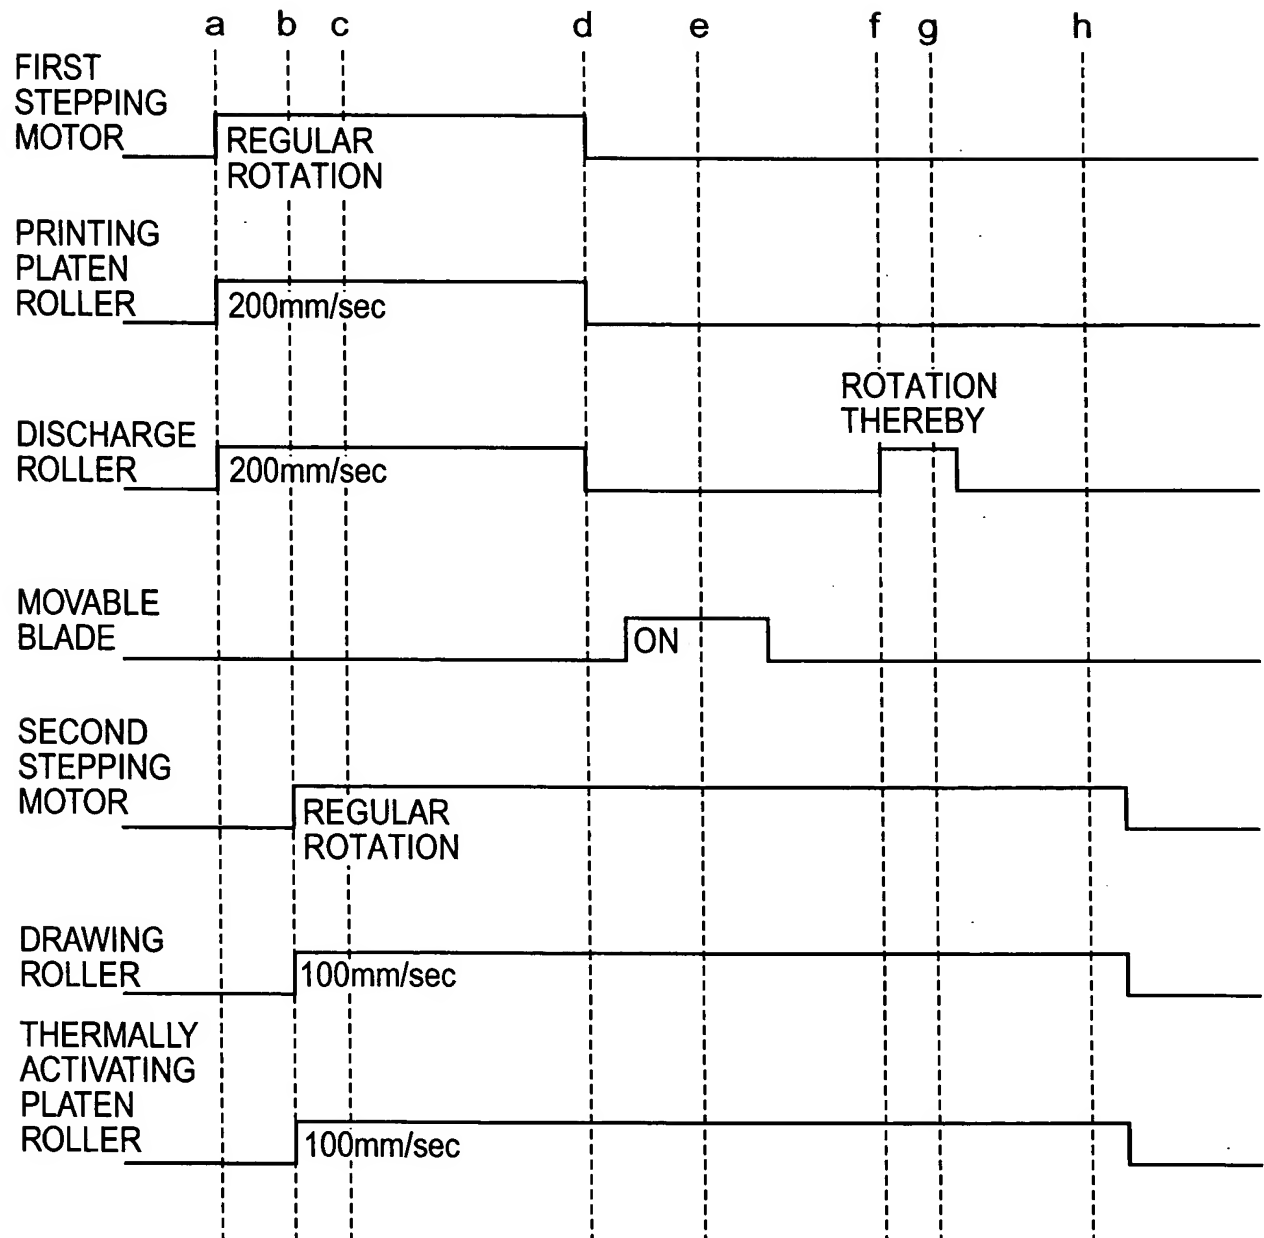 a b c d e f g h
FIRST
STEPPING
MOTOR
REGULAR
ROTATION
PRINTING
PLATEN
ROLLER
200mm/sec
ROTATION
THEREBY
DISCHARGE
ROLLER
200mm/sec
MOVABLE
BLADE
ON
SECOND
STEPPING
MOTOR
REGULAR
ROTATION
DRAWING
ROLLER
100mm/sec
THERMALLY
ACTIVATING
PLATEN
ROLLER
100mm/sec